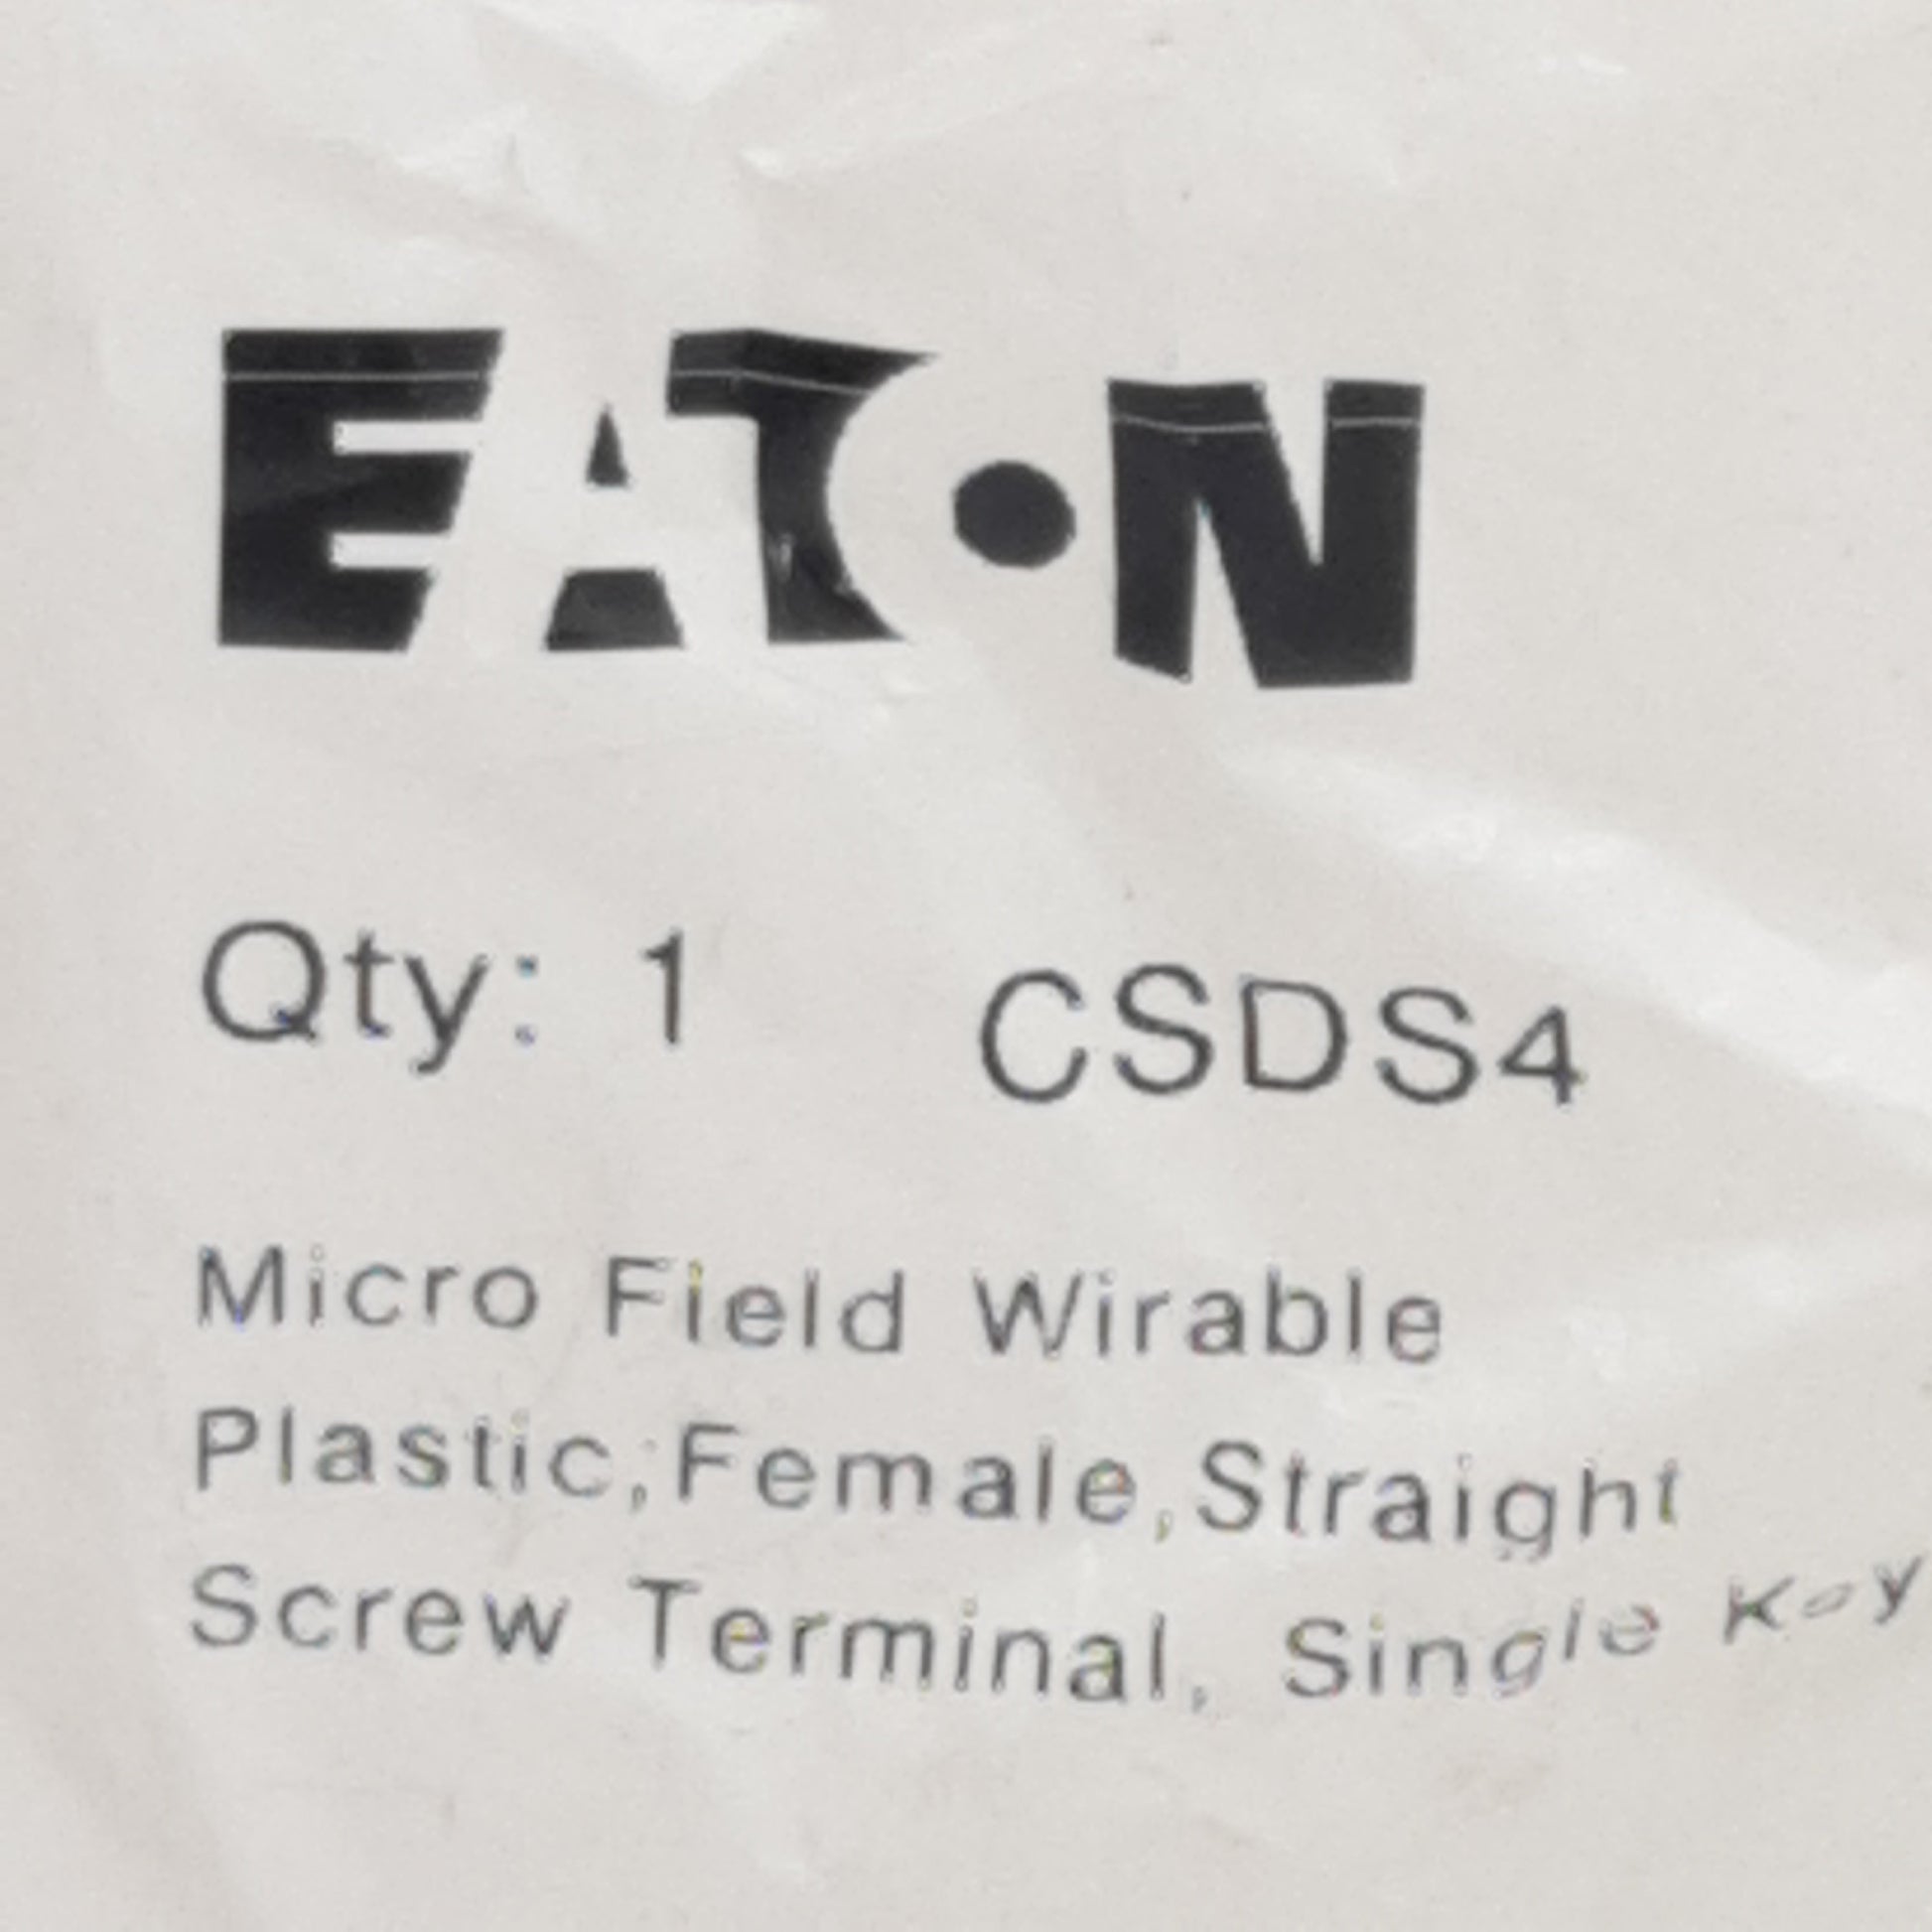 EATON
Qty: 1 CSDS4
Micro Field Wirable
Plastic,Female,Straight
Screw Terminal, Single Key